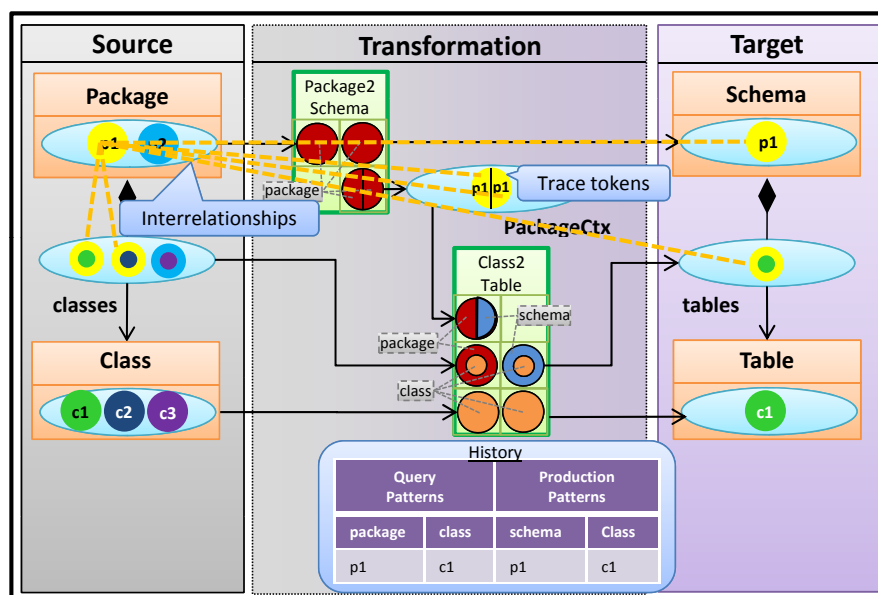 Source
Transformation
Target
Package
Package2
Schema
Schema
p1
p1
package
p1 p1
Trace tokens
Interrelationships
PackageCtx
Class2
Table
classes
schema
tables
package
Class
class
Table
c1
c2
c3
c1
History
Query
Patterns
Production
Patterns
package
class
schema
Class
p1
c1
p1
c1